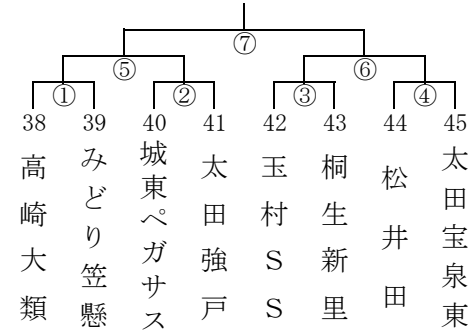 ⑦
⑤ ⑥
① ② ③ ④
38 39 40 41 42 43 44 45
高崎大類
みどり笠懸
城東ペガサス
太田強戸
玉村SS
桐生新里
松井田
太田宝泉東